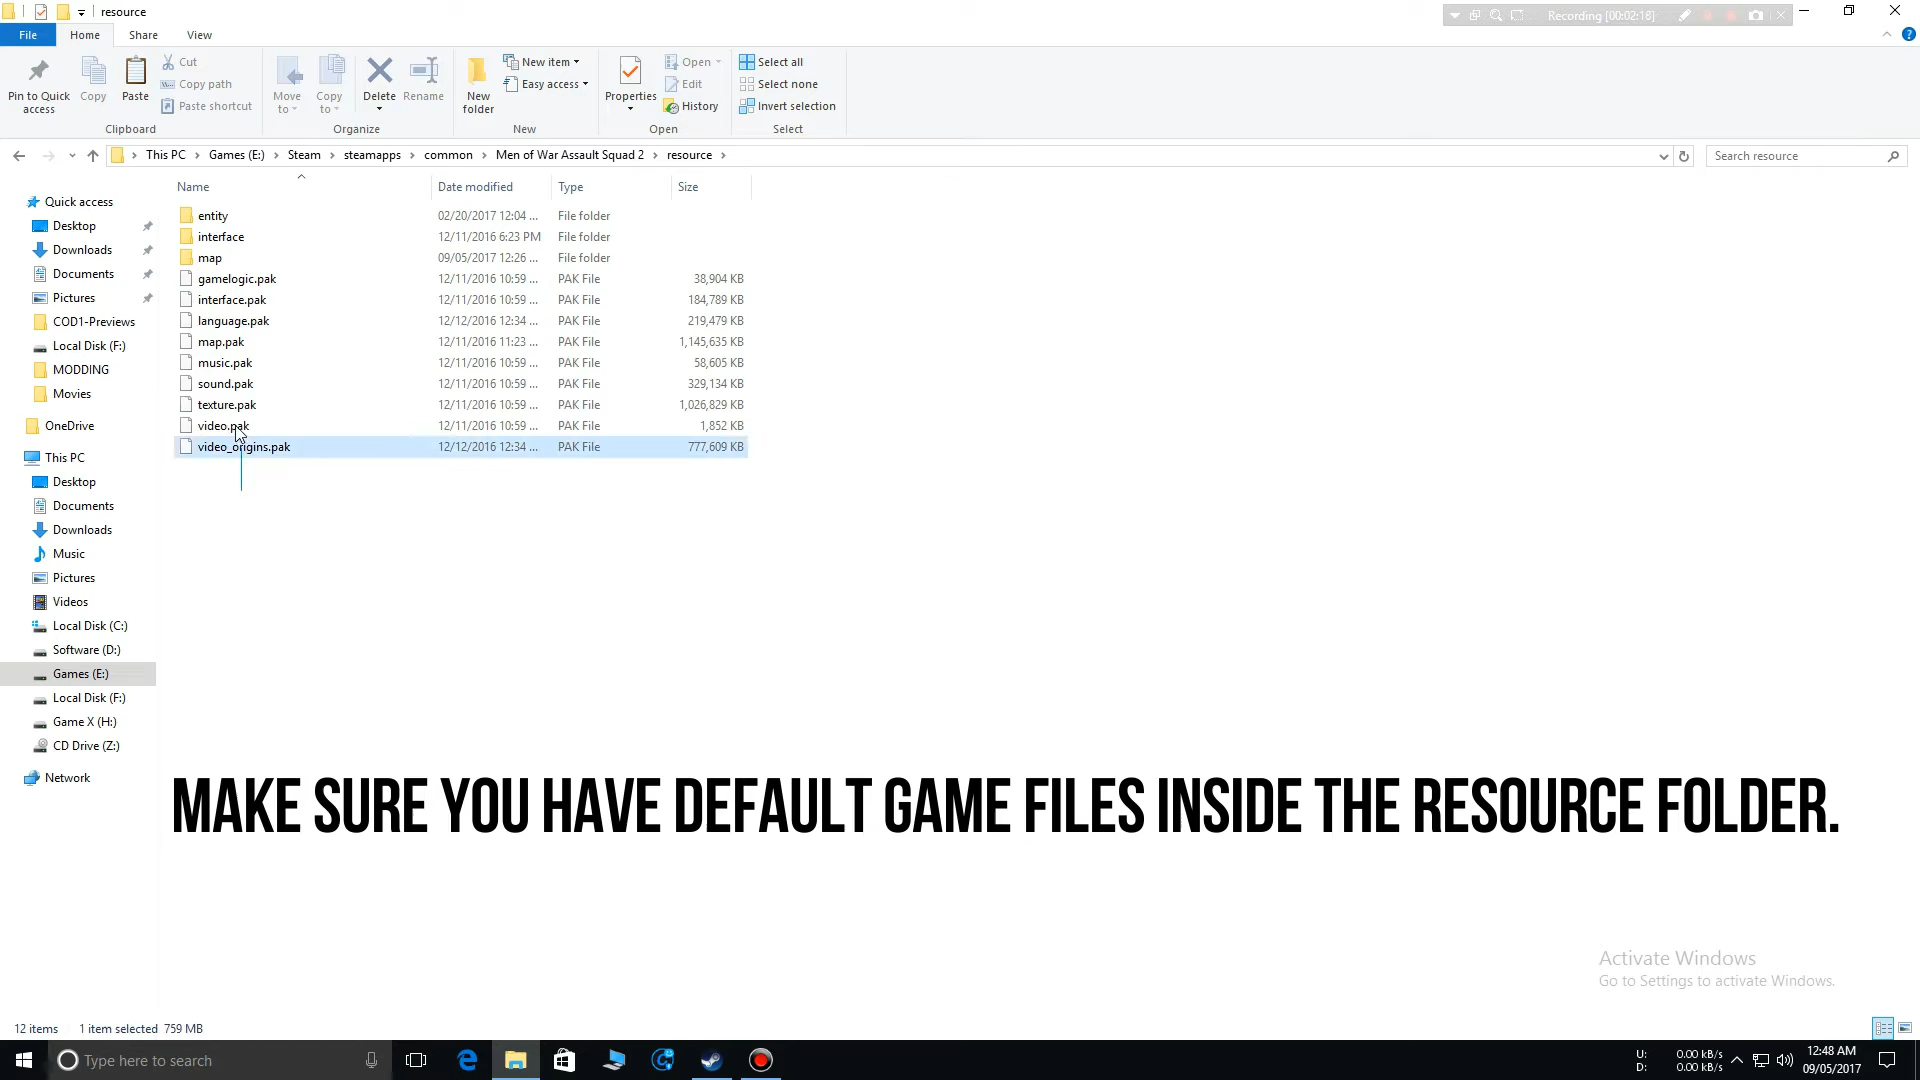 resource
Recording [00:02:18]
File Home Share View
Pin to Quick access
Copy
Paste
Cut
Copy path
Paste shortcut
Clipboard
Move to
Copy to
Delete
Rename
Organize
New folder
New item
Easy access
New
Properties
Open
Edit
History
Open
Select all
Select none
Invert selection
Select
This PC > Games (E:) > Steam > steamapps > common > Men of War Assault Squad 2 > resource >
Search resource
Name Date modified Type Size
entity 02/20/2017 12:04 ... File folder
interface 12/11/2016 6:23 PM File folder
map 09/05/2017 12:26 ... File folder
gamelogic.pak 12/11/2016 10:59 ... PAK File 38,904 KB
interface.pak 12/11/2016 10:59 ... PAK File 184,789 KB
language.pak 12/12/2016 12:34 ... PAK File 219,479 KB
map.pak 12/11/2016 11:23 ... PAK File 1,145,635 KB
music.pak 12/11/2016 10:59 ... PAK File 58,605 KB
sound.pak 12/11/2016 10:59 ... PAK File 329,134 KB
texture.pak 12/11/2016 10:59 ... PAK File 1,026,829 KB
video.pak 12/11/2016 10:59 ... PAK File 1,852 KB
video_origins.pak 12/12/2016 12:34 ... PAK File 777,609 KB
Quick access
Desktop
Downloads
Documents
Pictures
COD1-Previews
Local Disk (F:)
MODDING
Movies
OneDrive
This PC
Desktop
Documents
Downloads
Music
Pictures
Videos
Local Disk (C:)
Software (D:)
Games (E:)
Local Disk (F:)
Game X (H:)
CD Drive (Z:)
Network
MAKE SURE YOU HAVE DEFAULT GAME FILES INSIDE THE RESOURCE FOLDER.
Activate Windows
Go to Settings to activate Windows.
12 items 1 item selected 759 MB
Type here to search
U: 0.00 kB/s
D: 0.00 kB/s
12:48 AM
09/05/2017